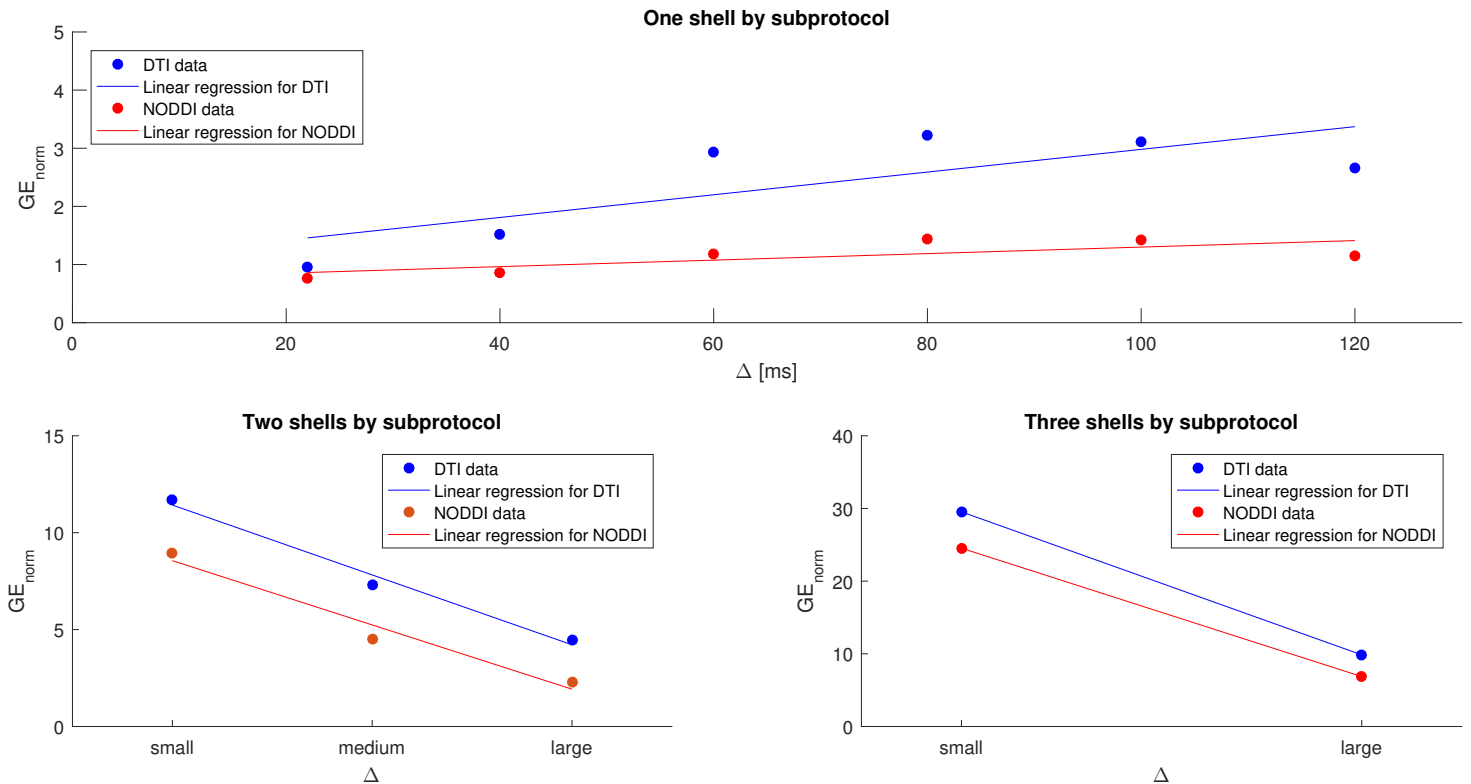 One shell by subprotocol
5
4
3
2
1
0
GE_norm
DTI data
Linear regression for DTI
NODDI data
Linear regression for NODDI
0 20 40 60 80 100 120
Δ [ms]
Two shells by subprotocol
15
10
5
0
GE_norm
DTI data
Linear regression for DTI
NODDI data
Linear regression for NODDI
small medium large
Δ
Three shells by subprotocol
40
30
20
10
0
GE_norm
DTI data
Linear regression for DTI
NODDI data
Linear regression for NODDI
small large
Δ